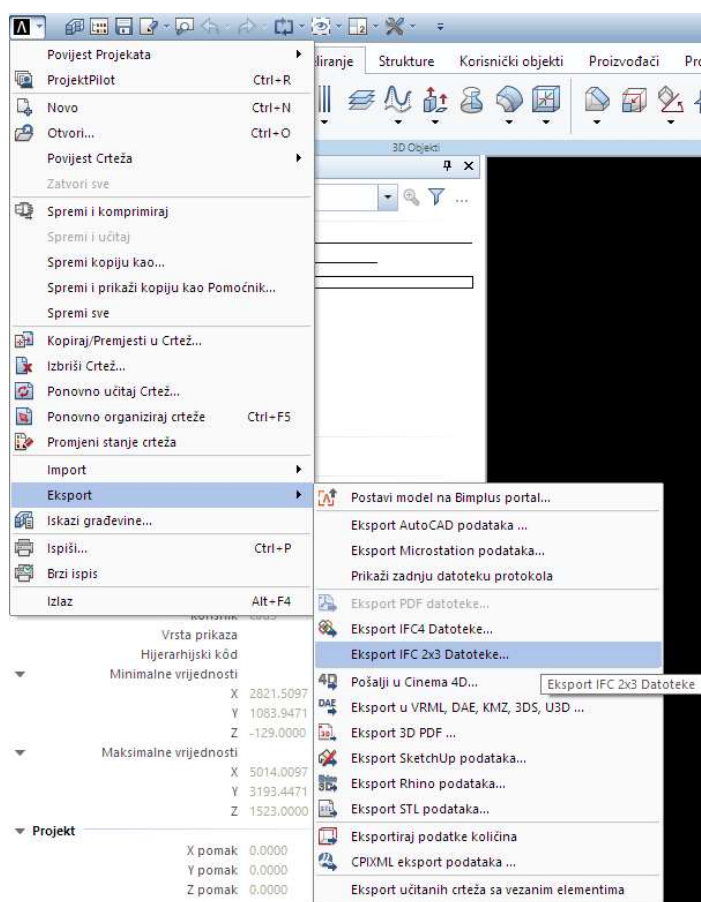 liranje Strukture Korisnički objekti Proizvođači Pro
3D Objekti
Povijest Projekata
ProjektPilot Ctrl+R
Novo Ctrl+N
Otvori... Ctrl+O
Povijest Crteža
Zatvori sve
Spremi i komprimiraj
Spremi i učitaj
Spremi kopiju kao...
Spremi i prikaži kopiju kao Pomoćnik...
Spremi sve
Kopiraj/Premjesti u Crtež...
Izbriši Crtež...
Ponovno učitaj Crtež...
Ponovno organiziraj crteže Ctrl+F5
Promjeni stanje crteža
Import
Eksport
Iskazi građevine...
Ispiši... Ctrl+P
Brzi ispis
Izlaz Alt+F4
Postavi model na Bimplus portal...
Eksport AutoCAD podataka ...
Eksport Microstation podataka...
Prikaži zadnju datoteku protokola
Eksport PDF datoteke...
Eksport IFC4 Datoteke...
Eksport IFC 2x3 Datoteke...
Eksport IFC 2x3 Datoteke
Pošalji u Cinema 4D...
Eksport u VRML, DAE, KMZ, 3DS, U3D ...
Eksport 3D PDF ...
Eksport SketchUp podataka...
Eksport Rhino podataka...
Eksport STL podataka...
Eksportiraj podatke količina
CPIXML eksport podataka ...
Eksport učitanih crteža sa vezanim elementima
Vrsta prikaza
Hijerarhijski kôd
Minimalne vrijednosti
X 2821.5097
Y 1083.9471
Z -129.0000
Maksimalne vrijednosti
X 5014.0097
Y 3193.4471
Z 1523.0000
Projekt
X pomak 0.0000
Y pomak 0.0000
Z pomak 0.0000